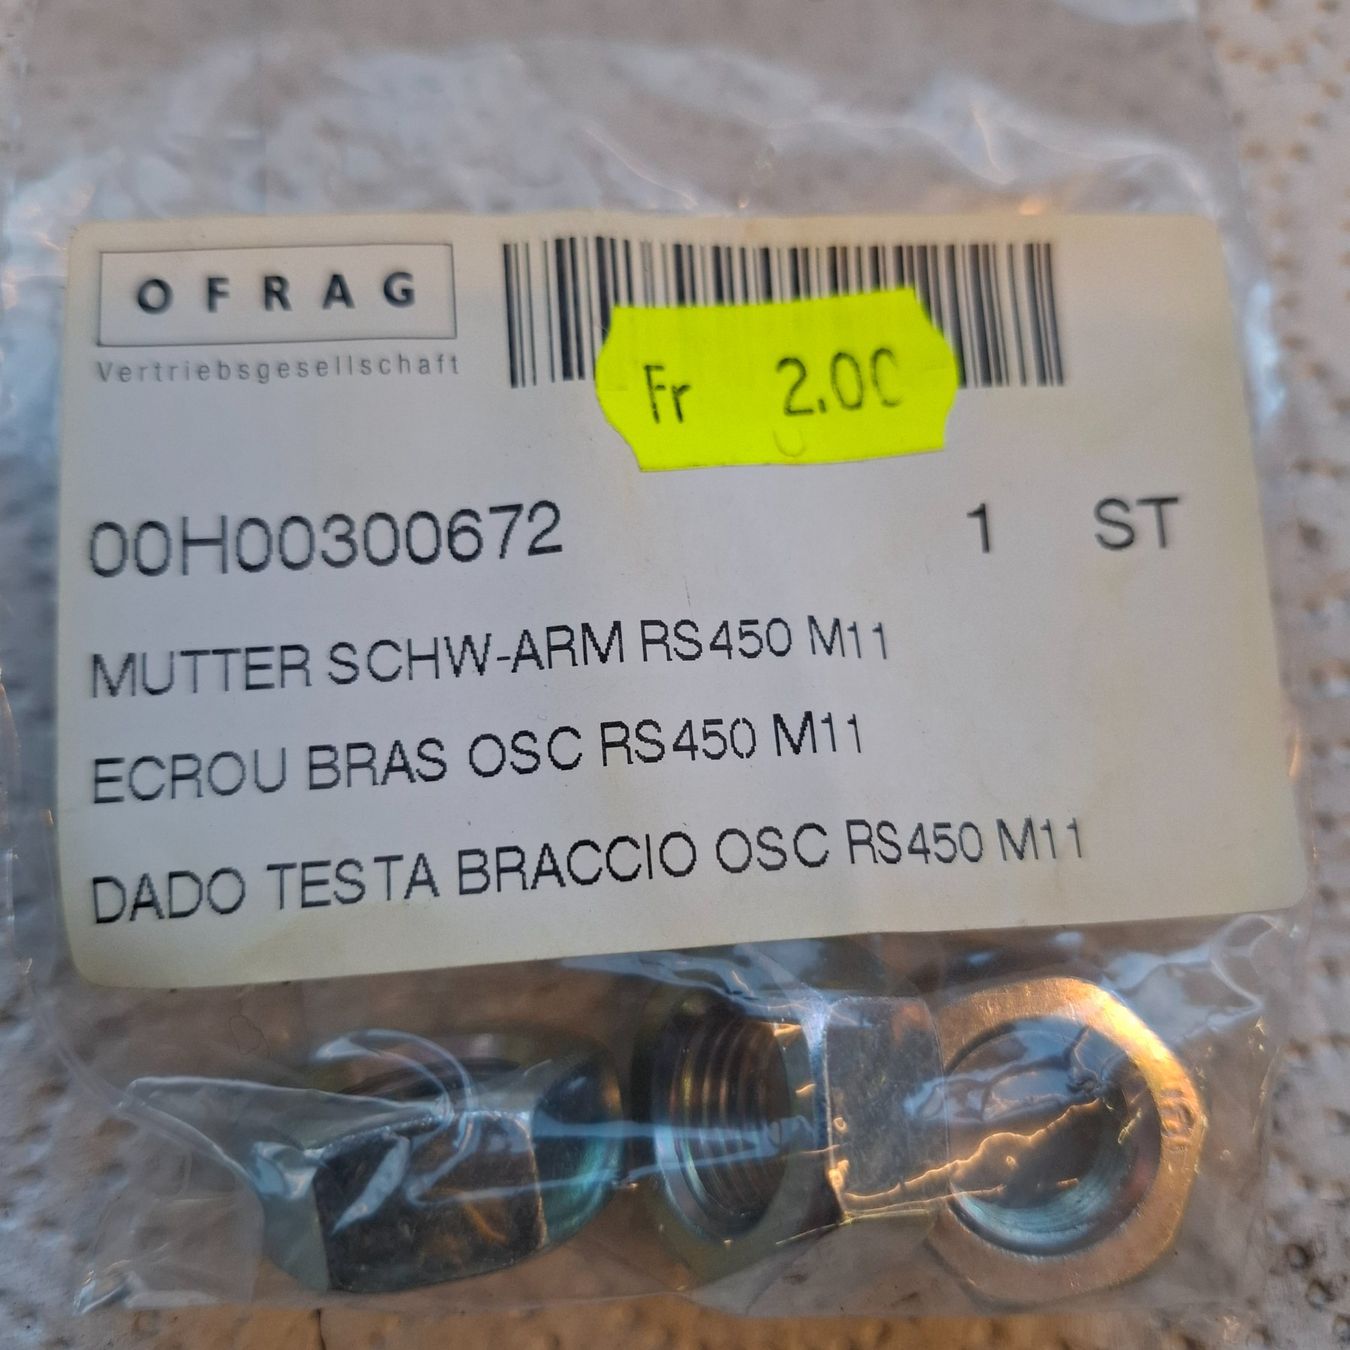 OFRAG
Vertriebsgesellschaft
Fr 2.00
00H00300672 1 ST
MUTTER SCHW-ARM RS450 M11
ECROU BRAS OSC RS450 M11
DADO TESTA BRACCIO OSC RS450 M11